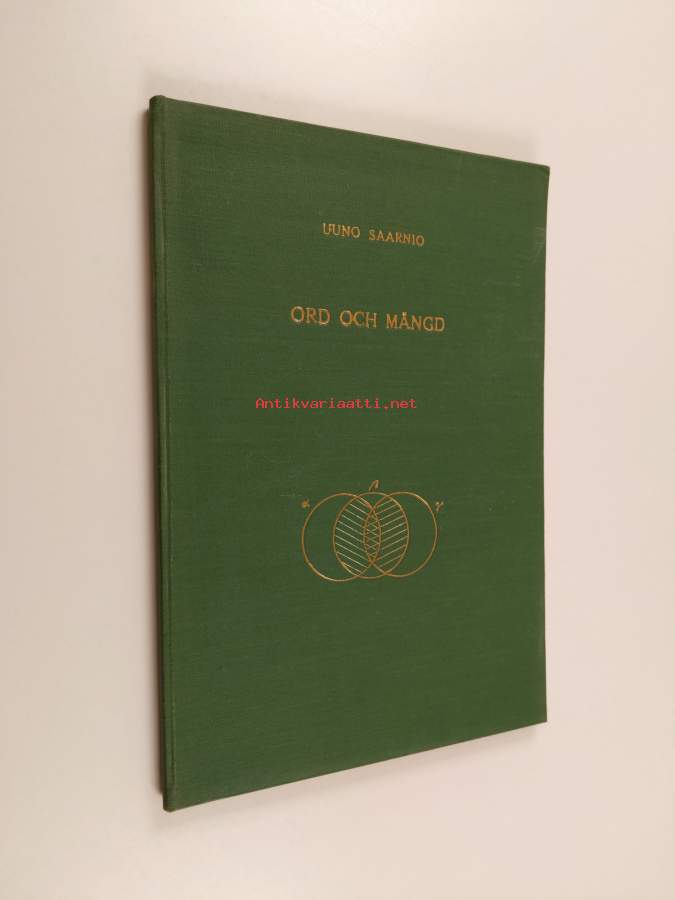 UUNO SAARNIO
ORD OCH MÄNGD
Antikvariaatti.net
α β γ